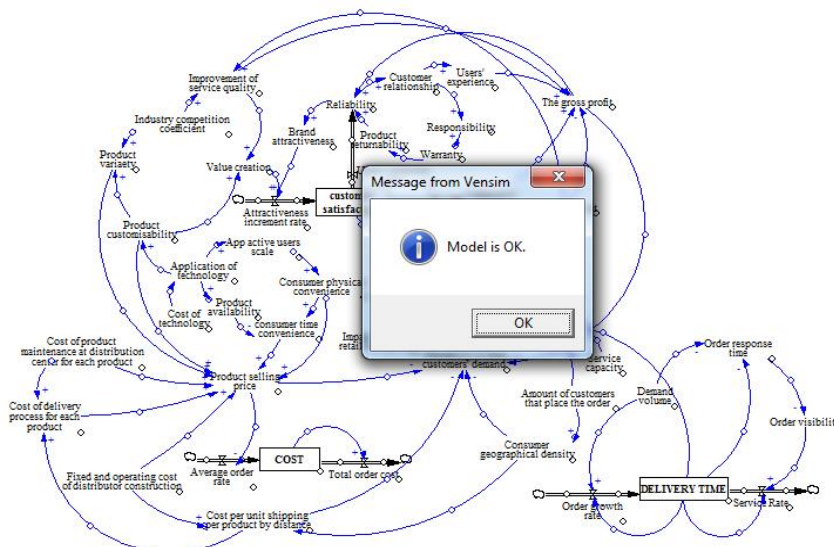 Improvement of
service quality
Customer
relationship
Users'
experience
The gross profit
Reliability
Industry competition
coefficient
Brand
attractiveness
Product
returnability
Responsibility
Warranty
Product
varaety
Value creation
Message from Vensim
Model is OK.
OK
custom
satisfac
Attractiveness
increment rate
Product
customisability
App active users
scale
Application of
technology
Consumer physical
convenience
Product
availability
Cost of
technology
consumer time
convenience
Cost of product
maintenance at distribution
center for each product
retail
customers' demand
Service
capacity
Order response
time
Product selling
price
Cost of delivery
process for each
product
Amount of customers
that place the order
Demand
volume
Order visibility
Consumer
geographical density
COST
Average order
rate
Total order cost
Fixed and operating cost
of distributor construction
DELIVERY TIME
Order growth
rate
Service Rate
Cost per unit shipping
per product by distance